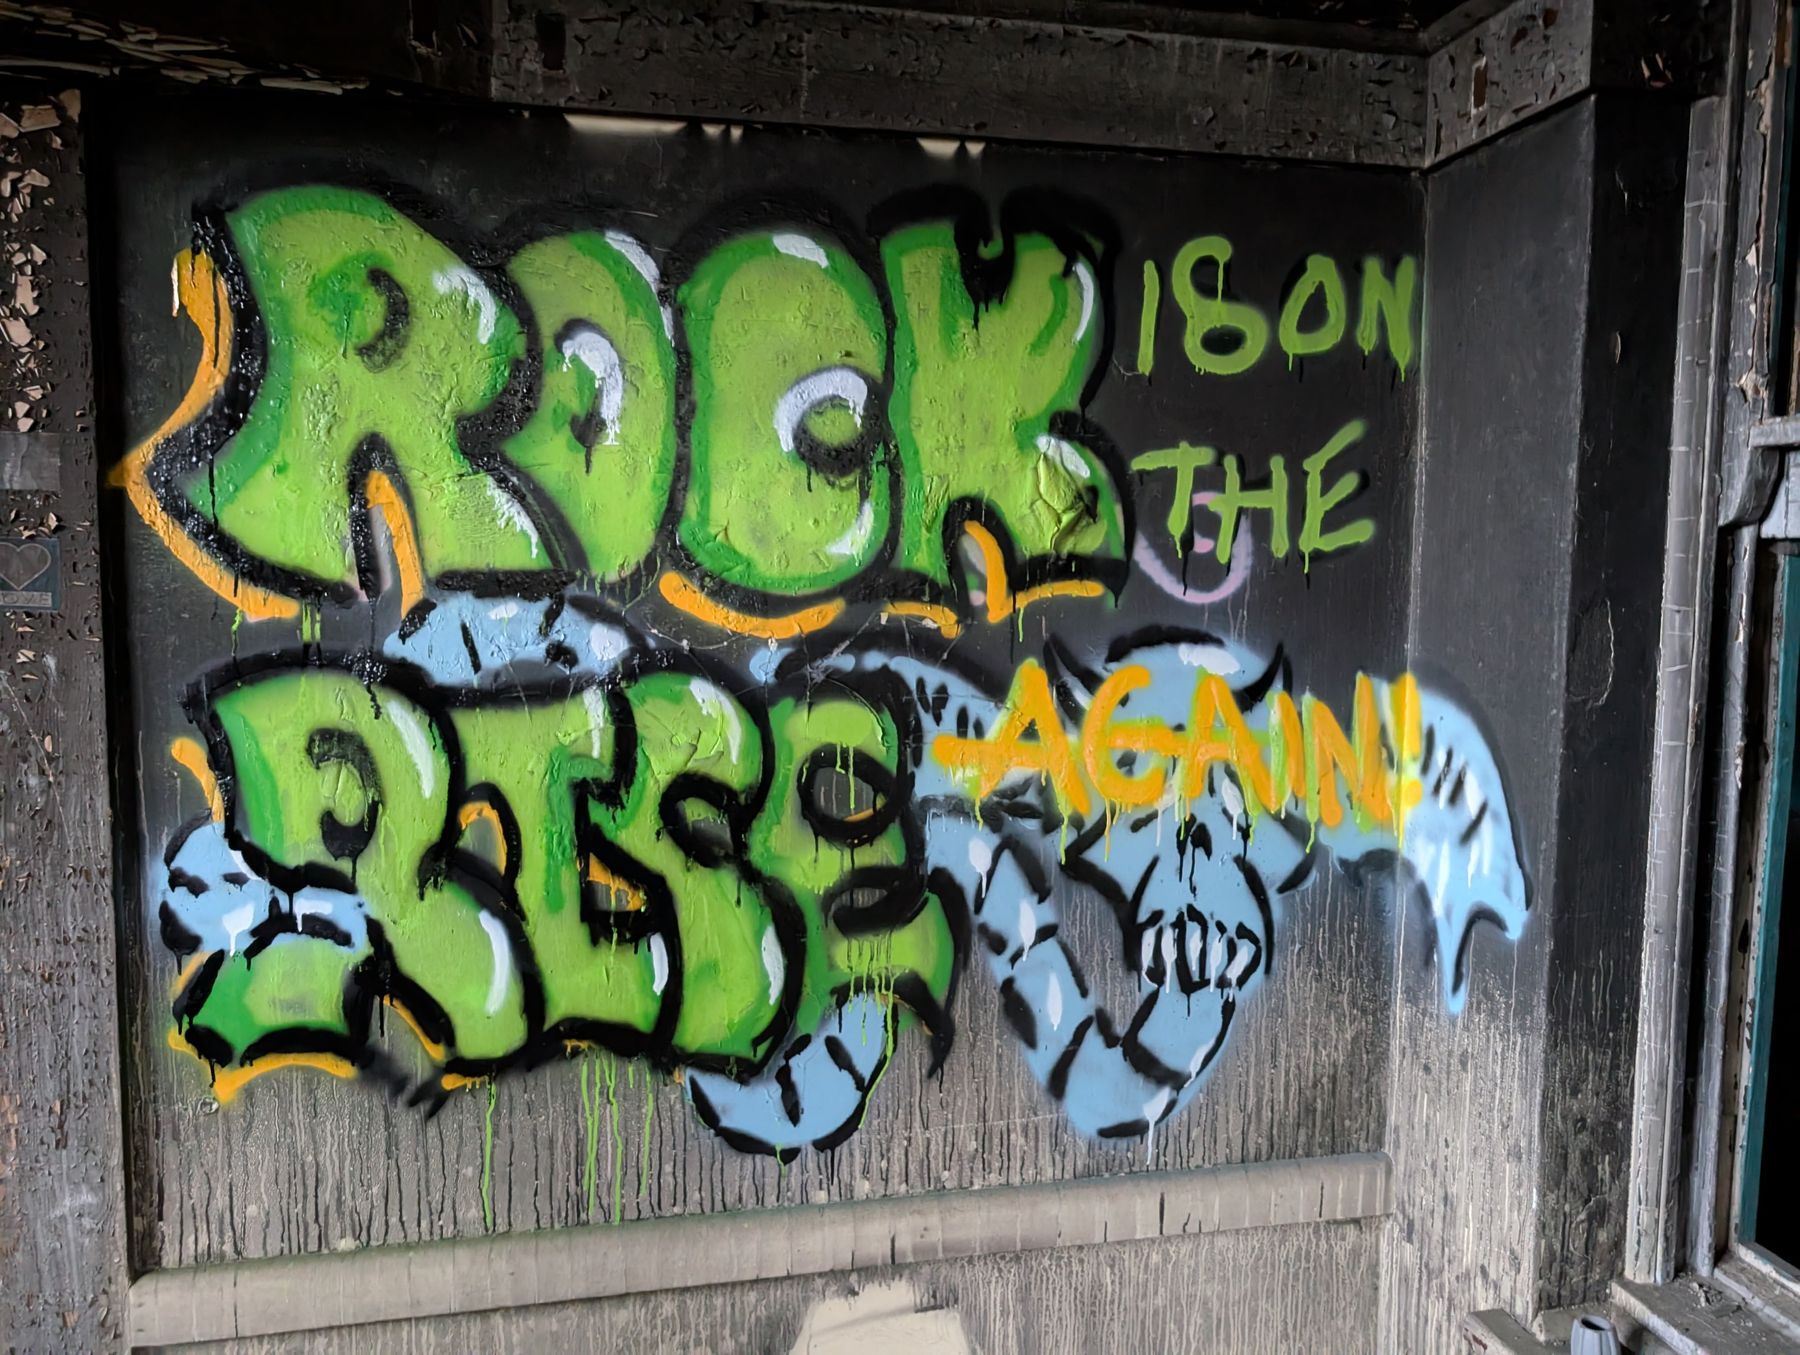 ROCK IS ON
THE
RISE AGAIN!